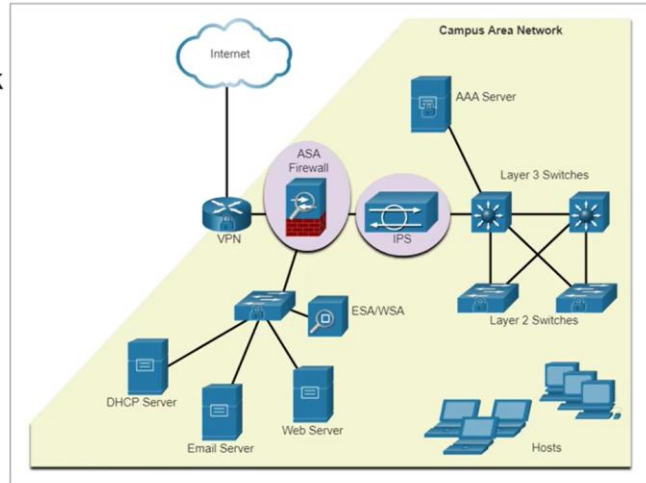 Campus Area Network
Internet
AAA Server
ASA
Firewall
Layer 3 Switches
VPN
IPS
ESA/WSA
Layer 2 Switches
DHCP Server
Web Server
Email Server
Hosts